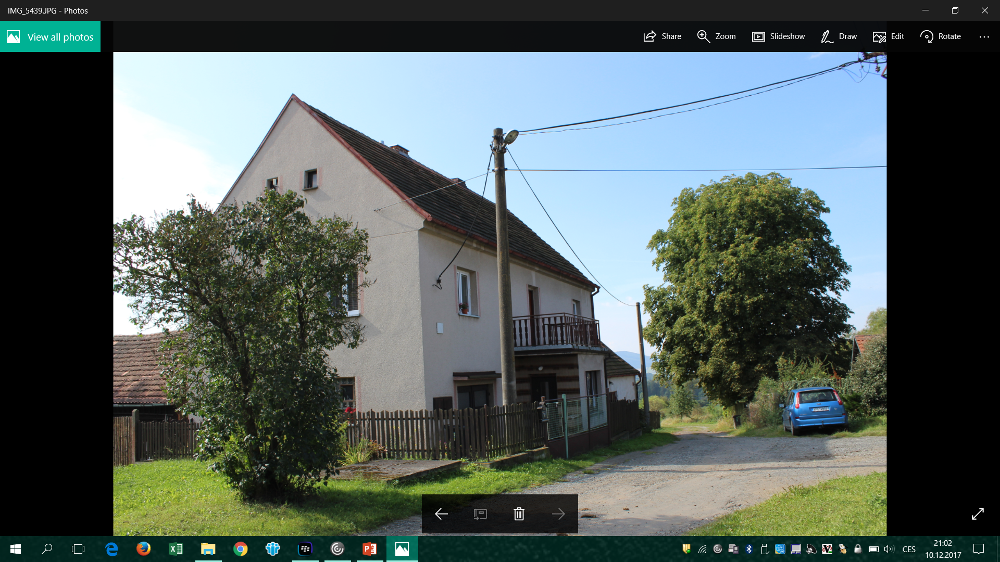 IMG_5439.JPG - Photos
View all photos
Share
Zoom
Slideshow
Draw
Edit
Rotate
CES
21:02
10.12.2017